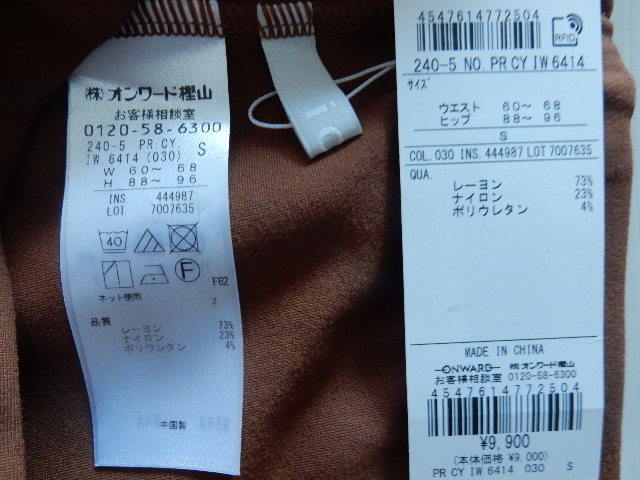 ㈱オンワード樫山
お客様相談室
0120-58-6300
240-5 PR.CY.
IW.6414 (030) S
W 60～ 68
H 88～ 96
INS 444987
LOT 7007635
40
F
F62
ネット使用
2
品質
レーヨン 73%
ナイロン 23%
ポリウレタン 4%
中国製
4547614772504
RFID
240-5 NO. PR CY IW 6414
サイズ
ウエスト 60～ 68
ヒップ 88～ 96
S
COL. 030 INS. 444987 LOT 7007635
QUA.
レーヨン 73%
ナイロン 23%
ポリウレタン 4%
MADE IN CHINA
ONWARD ㈱オンワード樫山
お客様相談室 0120-58-6300
4547614772504
¥9,900
(本体価格 ¥9,000)
PR CY IW 6414 030 S